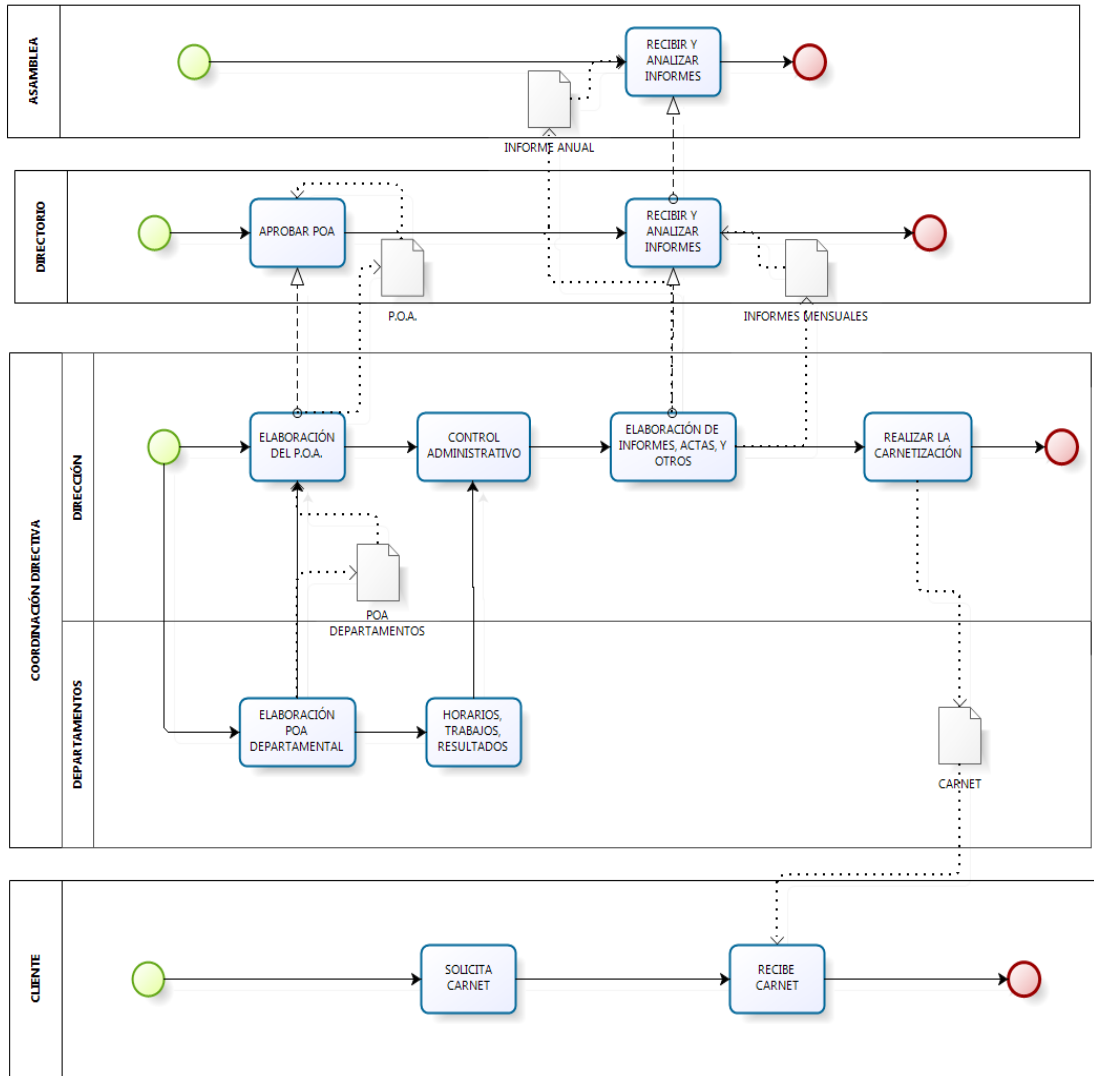 ASAMBLEA
RECIBIR Y
ANALIZAR
INFORMES
INFORME ANUAL
DIRECTORIO
APROBAR POA
RECIBIR Y
ANALIZAR
INFORMES
P.O.A.
INFORMES MENSUALES
COORDINACIÓN DIRECTIVA
DIRECCIÓN
ELABORACIÓN
DEL P.O.A.
CONTROL
ADMINISTRATIVO
ELABORACIÓN DE
INFORMES, ACTAS, Y
OTROS
REALIZAR LA
CARNETIZACIÓN
POA
DEPARTAMENTOS
DEPARTAMENTOS
ELABORACIÓN
POA
DEPARTAMENTAL
HORARIOS,
TRABAJOS,
RESULTADOS
CARNET
CLIENTE
SOLICITA
CARNET
RECIBE
CARNET